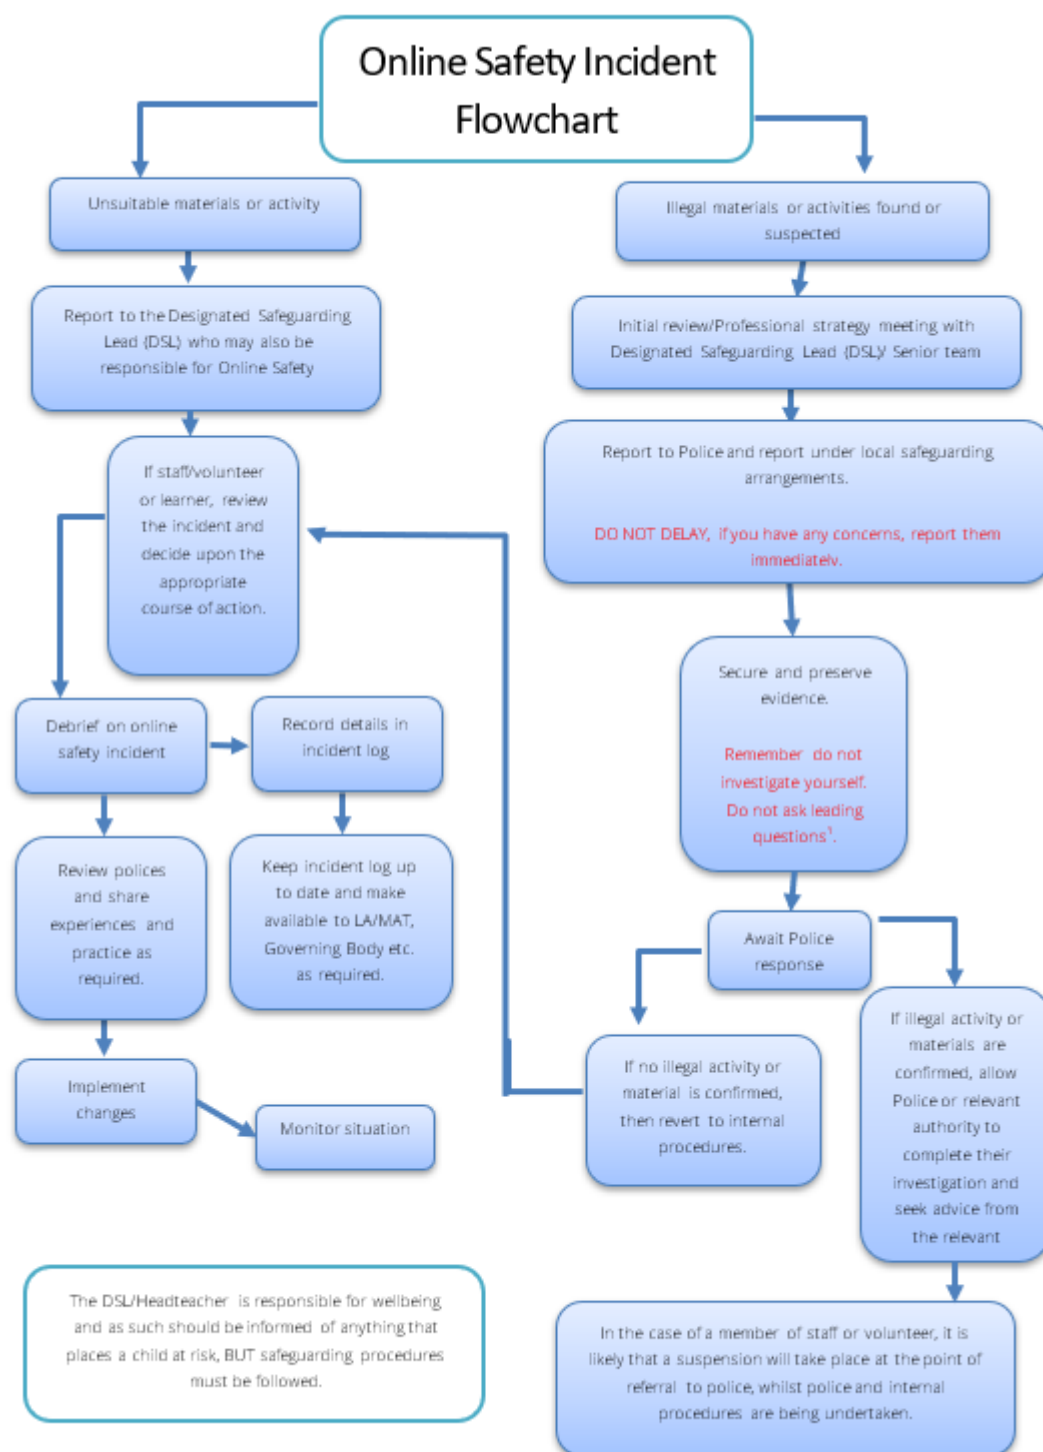 Online Safety Incident
Flowchart
Unsuitable materials or activity
Report to the Designated Safeguarding
Lead (DSL) who may also be
responsible for Online Safety
If staff/volunteer
or learner, review
the incident and
decide upon the
appropriate
course of action.
Debrief on online
safety incident
Record details in
incident log
Review polices
and share
experiences and
practice as
required.
Keep incident log up
to date and make
available to LA/MAT,
Governing Body etc.
as required.
Implement
changes
Monitor situation
Illegal materials or activities found or
suspected
Initial review/Professional strategy meeting with
Designated Safeguarding Lead (DSL)/ Senior team
Report to Police and report under local safeguarding
arrangements.
DO NOT DELAY, if you have any concerns, report them
immediately.
Secure and preserve
evidence.
Remember do not
investigate yourself.
Do not ask leading
questions¹.
Await Police
response
If no illegal activity or
material is confirmed,
then revert to internal
procedures.
If illegal activity or
materials are
confirmed, allow
Police or relevant
authority to
complete their
investigation and
seek advice from
the relevant
In the case of a member of staff or volunteer, it is
likely that a suspension will take place at the point of
referral to police, whilst police and internal
procedures are being undertaken.
The DSL/Headteacher is responsible for wellbeing
and as such should be informed of anything that
places a child at risk, BUT safeguarding procedures
must be followed.